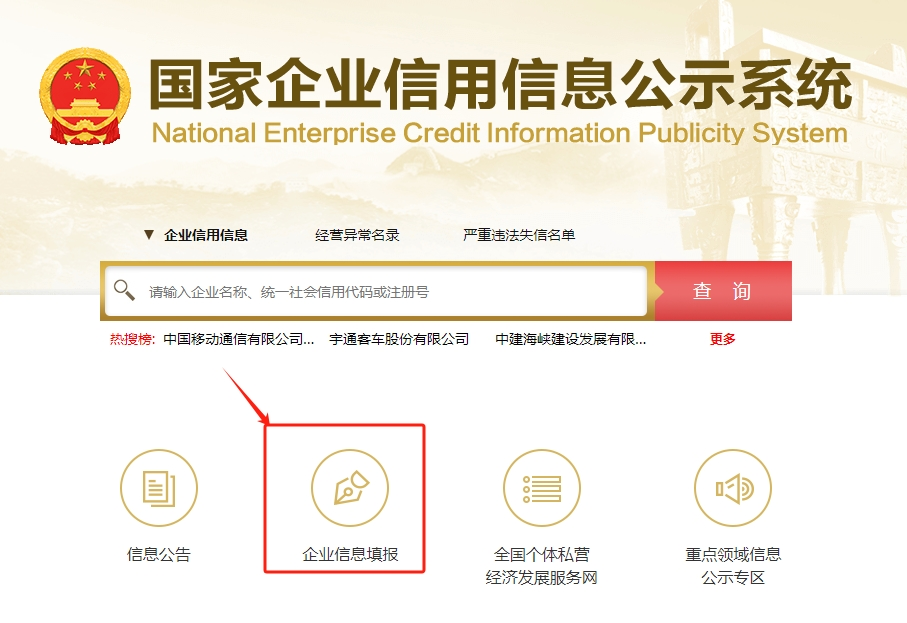 国家企业信用信息公示系统
National Enterprise Credit Information Publicity System
▼ 企业信用信息 经营异常名录 严重违法失信名单
请输入企业名称、统一社会信用代码或注册号 查 询
热搜榜: 中国移动通信有限公司... 宇通客车股份有限公司 中建海峡建设发展有限... 更多
信息公告 企业信息填报 全国个体私营 重点领域信息
经济发展服务网 公示专区